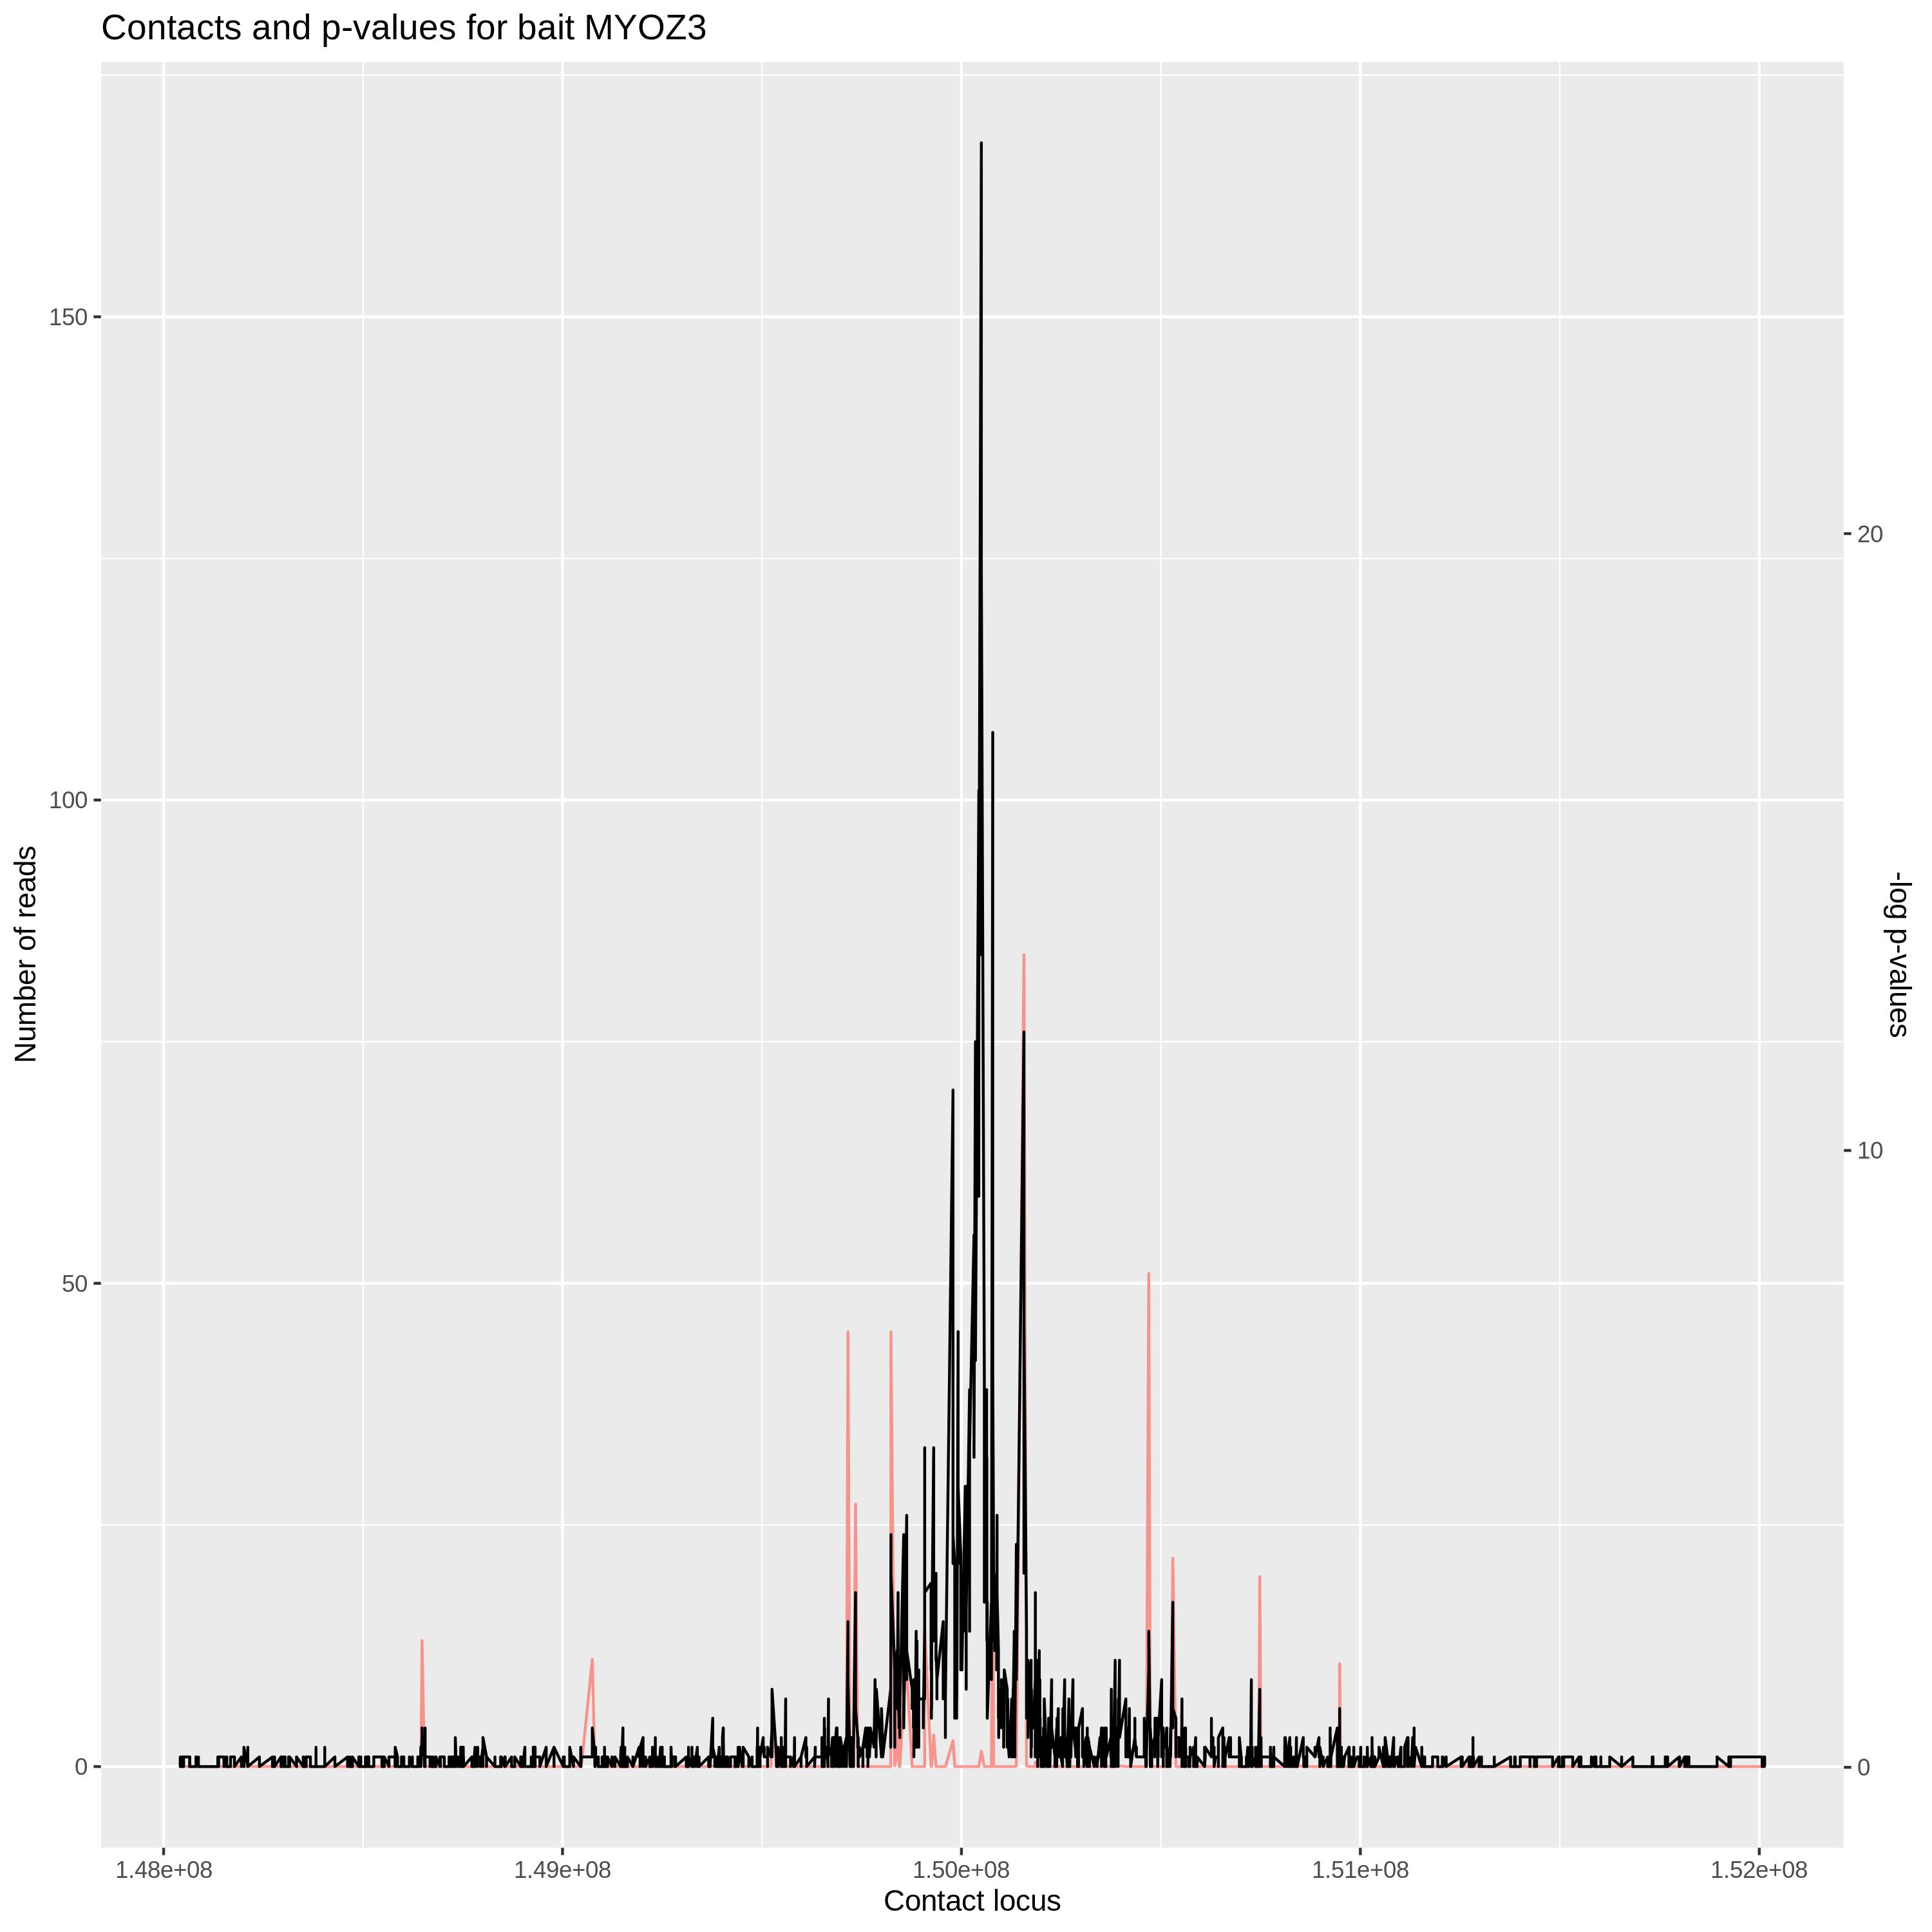 Contacts and p-values for bait MYOZ3
150
100
50
0
Number of reads
20
10
0
-log p-values
1.48e+08
1.49e+08
1.50e+08
1.51e+08
1.52e+08
Contact locus